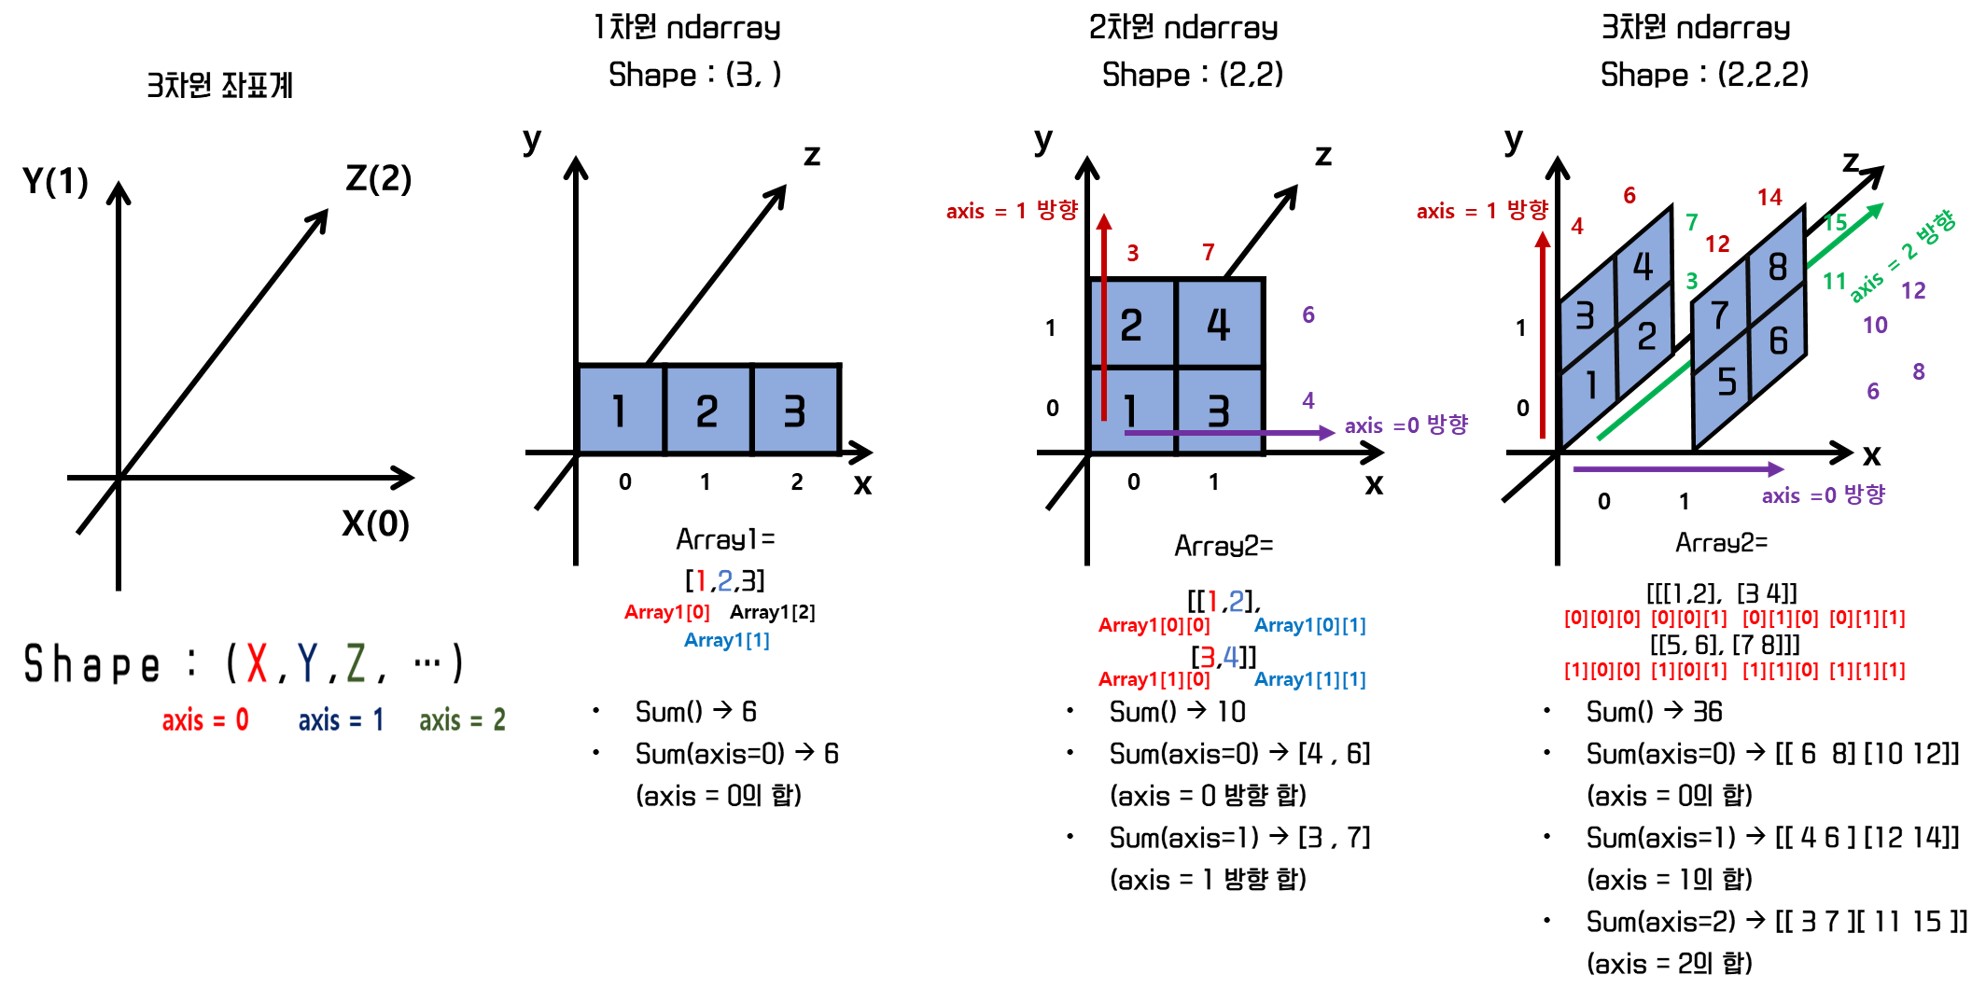 3차원 좌표계
Y(1)
Z(2)
X(0)
Shape : (X,Y,Z, ⋯)
axis = 0 axis = 1 axis = 2
1차원 ndarray
Shape : (3, )
y
z
1 2 3
0 1 2
x
Array1=
[1,2,3]
Array1[0] Array1[2]
Array1[1]
• Sum() → 6
• Sum(axis=0) → 6
(axis = 0의 합)
2차원 ndarray
Shape : (2,2)
y
z
axis = 1 방향
3 7
1 2 4 6
0 1 3 4
axis =0 방향
0 1
x
Array2=
[[1,2],
Array1[0][0] Array1[0][1]
[3,4]]
Array1[1][0] Array1[1][1]
• Sum() → 10
• Sum(axis=0) → [4 , 6]
(axis = 0 방향 합)
• Sum(axis=1) → [3 , 7]
(axis = 1 방향 합)
3차원 ndarray
Shape : (2,2,2)
y
z
axis = 1 방향
4 6 7 12 14 15
3 11
axis = 2 방향
12
10
8
6
3 4 7 8
1 2 5 6
1
0
x
axis =0 방향
0 1
Array2=
[[[1,2], [3 4]]
[0][0][0] [0][0][1] [0][1][0] [0][1][1]
[[5, 6], [7 8]]]
[1][0][0] [1][0][1] [1][1][0] [1][1][1]
• Sum() → 36
• Sum(axis=0) → [[ 6 8] [10 12]]
(axis = 0의 합)
• Sum(axis=1) → [[ 4 6 ] [12 14]]
(axis = 1의 합)
• Sum(axis=2) → [[ 3 7 ][ 11 15 ]]
(axis = 2의 합)